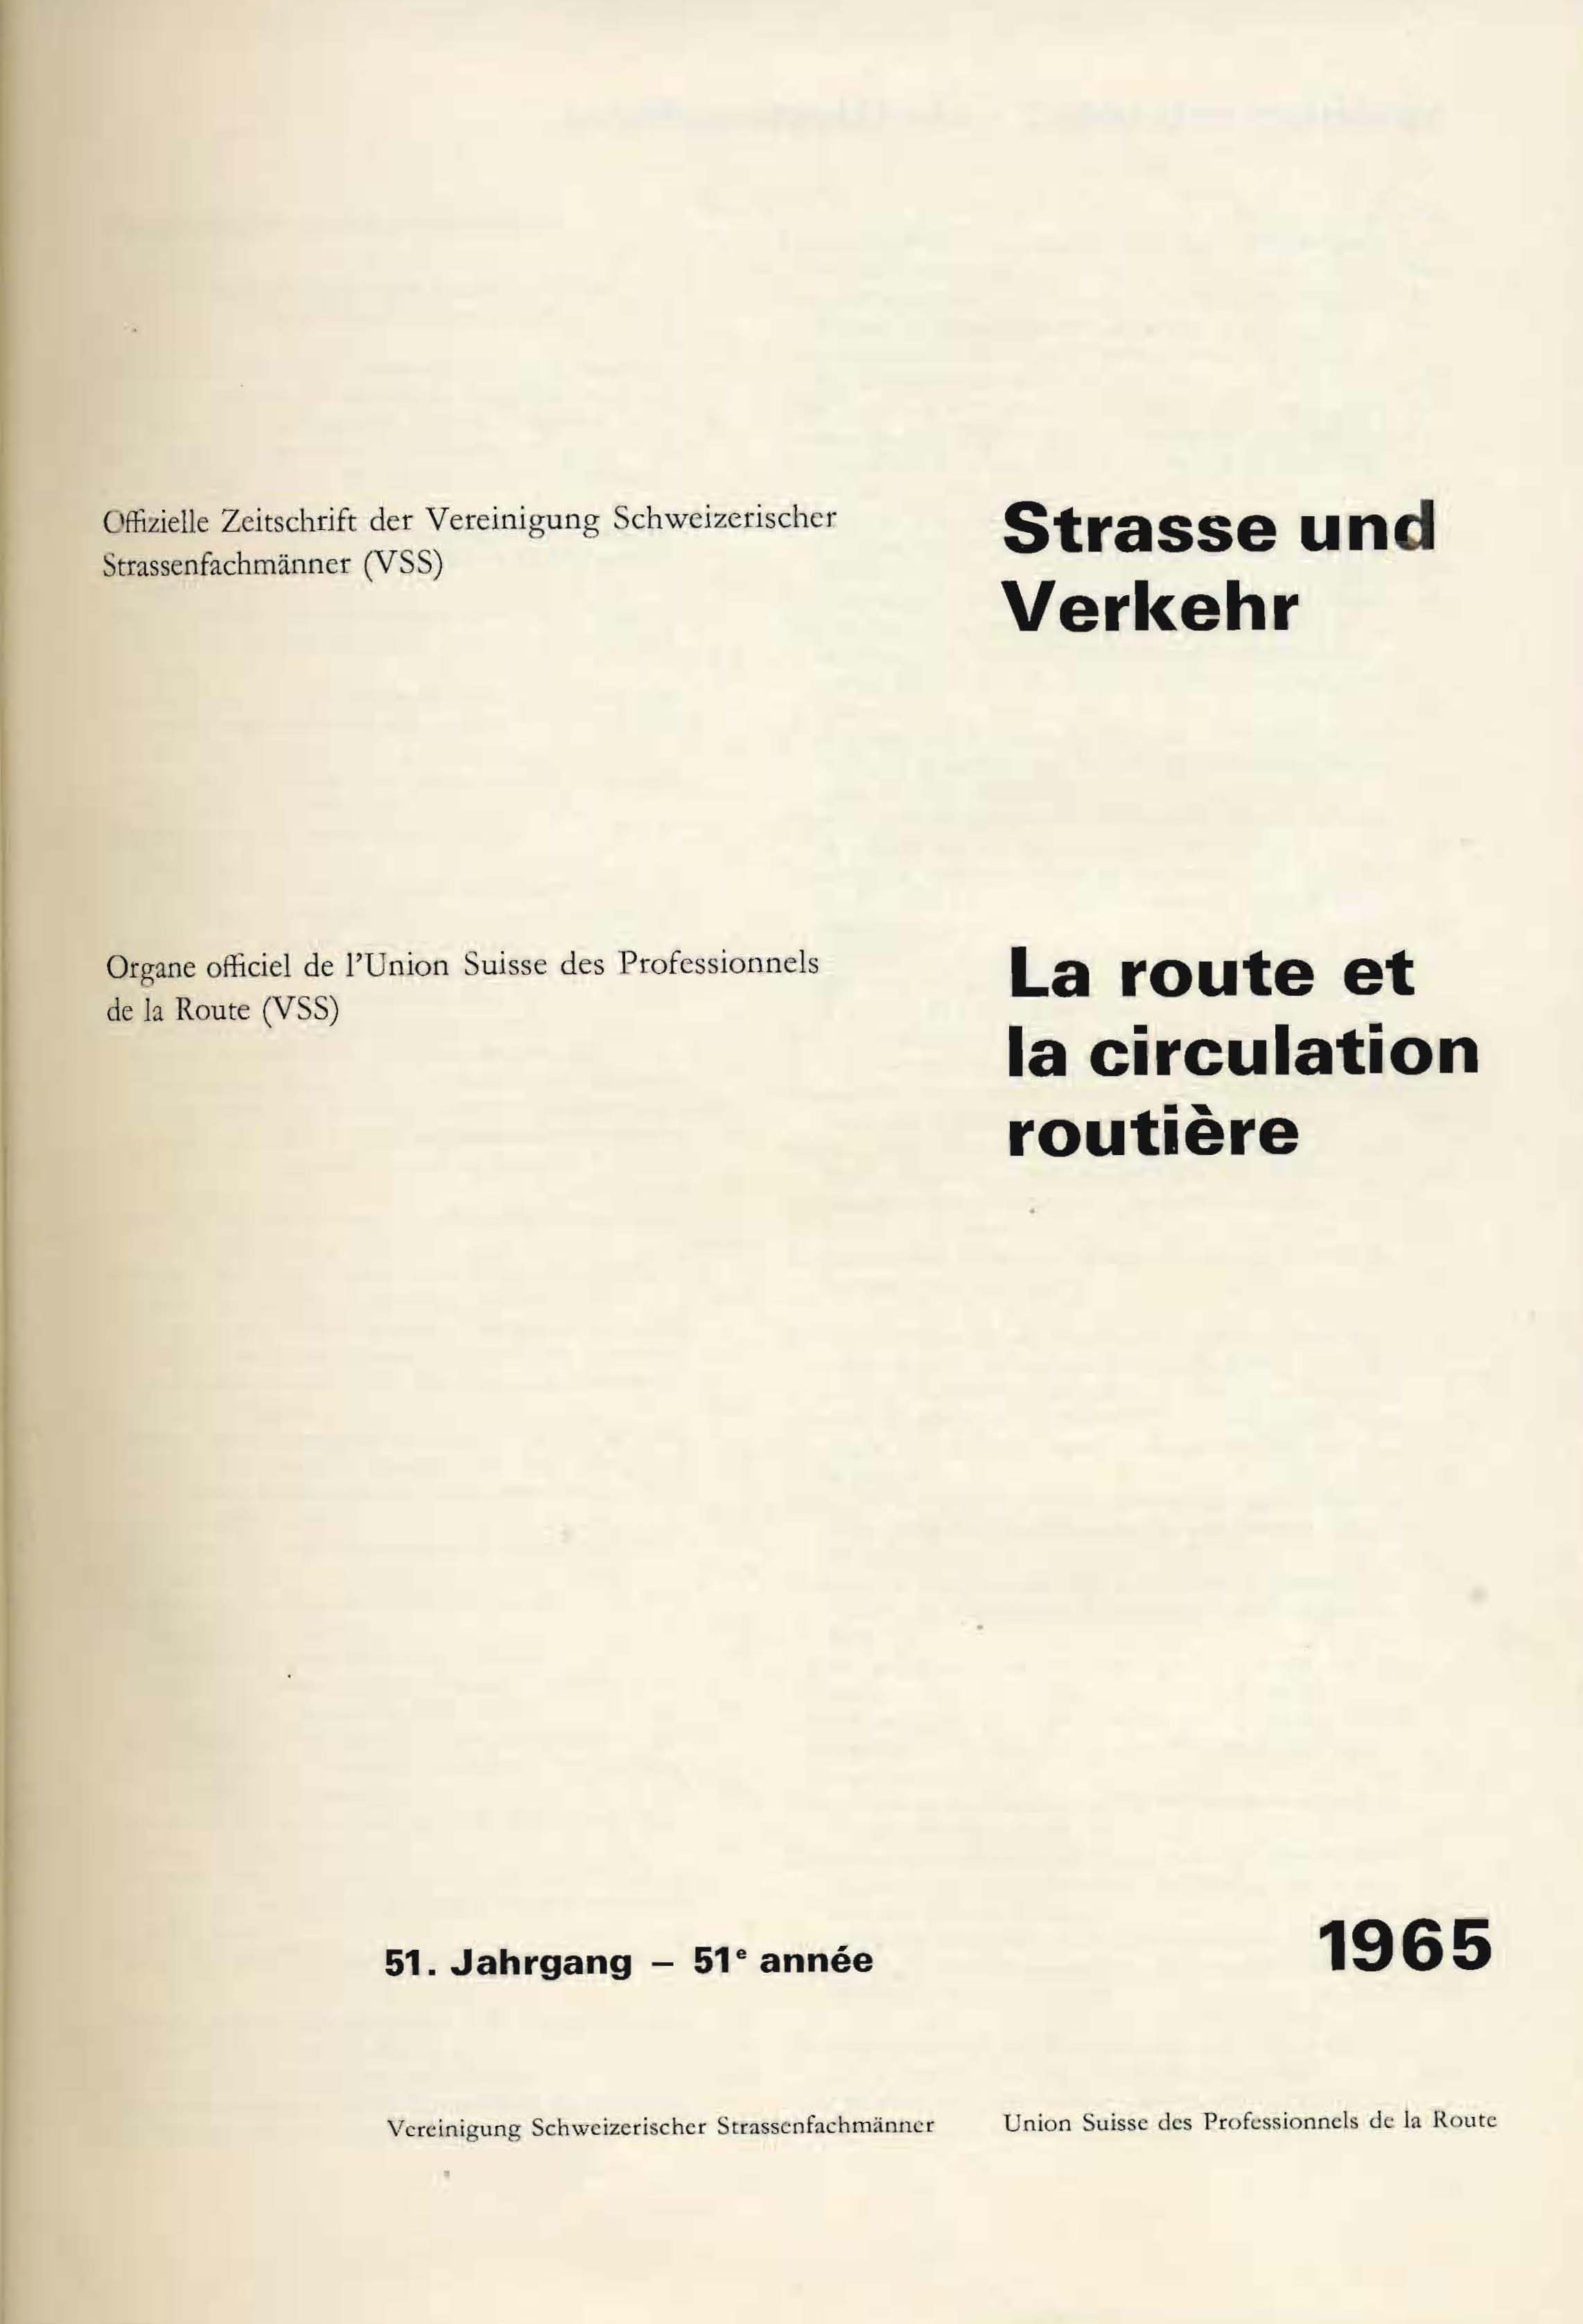 Offizielle Zeitschrift der Vereinigung Schweizerischer
Strassenfachmänner (VSS)
Strasse und
Verkehr
Organe officiel de l'Union Suisse des Professionnels
de la Route (VSS)
La route et
la circulation
routière
51. Jahrgang – 51e année
1965
Vereinigung Schweizerischer Strassenfachmänner
Union Suisse des Professionnels de la Route